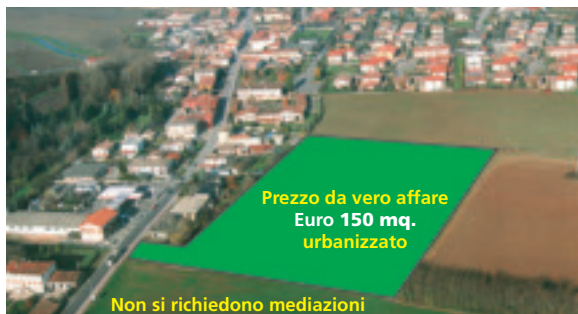 Prezzo da vero affare
Euro 150 mq.
urbanizzato
Non si richiedono mediazioni